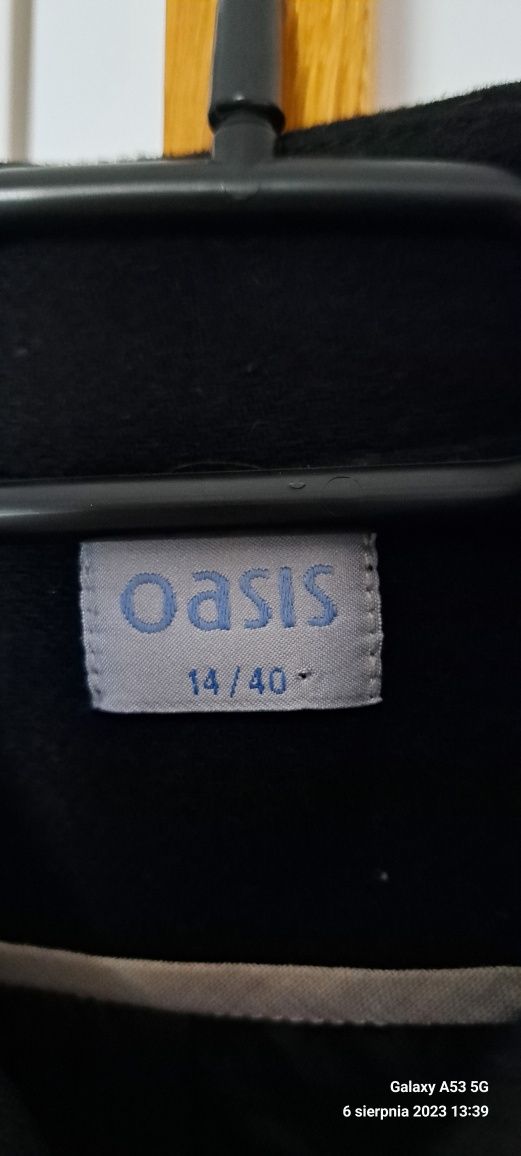 oasis
14/40
Galaxy A53 5G
6 sierpnia 2023 13:39